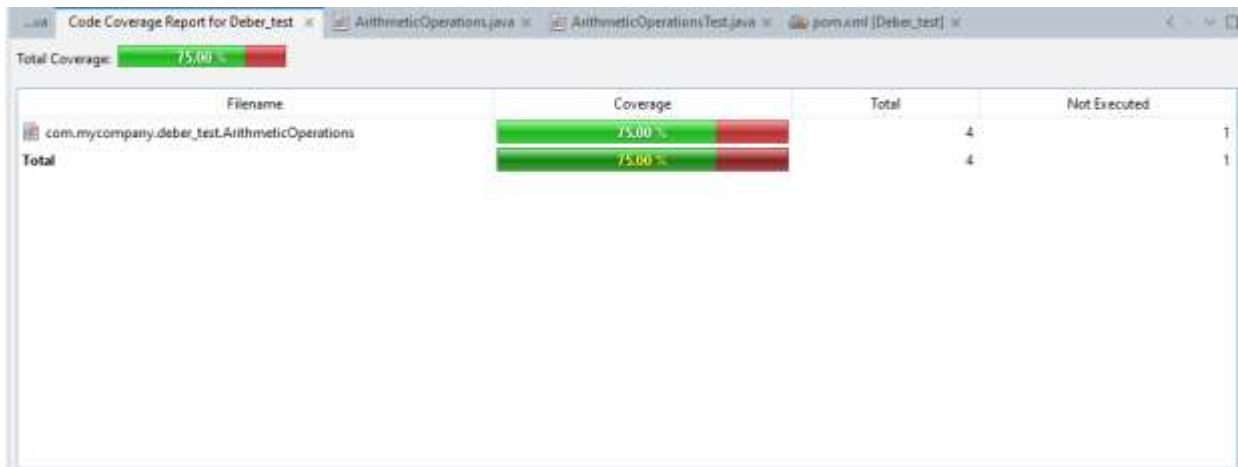 ...va Code Coverage Report for Deber_test × ArithmeticOperations.java × ArithmeticOperationsTest.java × pom.xml [Deber_test] ×
Total Coverage: 75.00 %
Filename Coverage Total Not Executed
com.mycompany.deber_test.ArithmeticOperations 75.00 % 4 1
Total 75.00 % 4 1